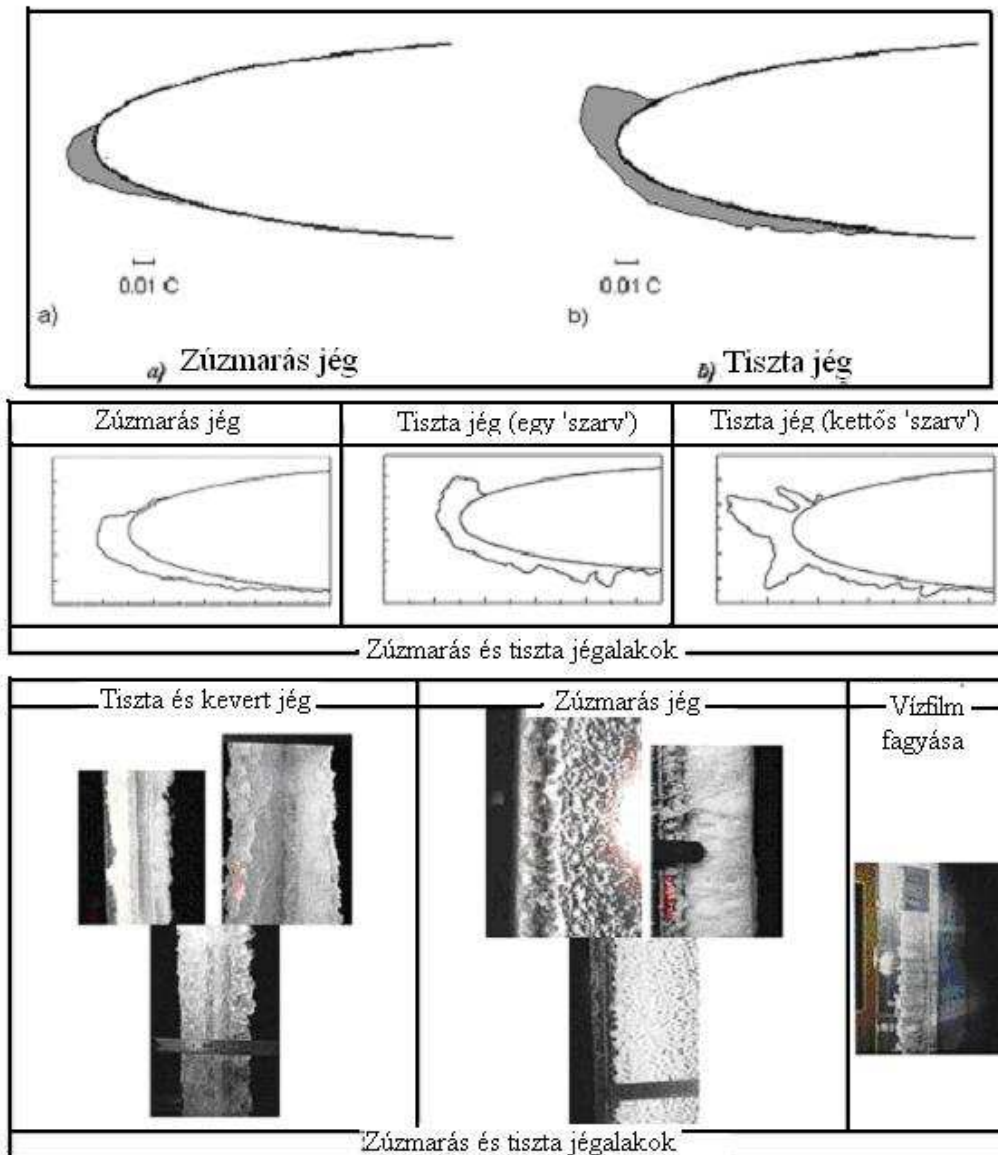 0.01 C
0.01 C
a)
b)
a) Zúzmarás jég
b) Tiszta jég
Zúzmarás jég
Tiszta jég (egy 'szarv')
Tiszta jég (kettős 'szarv')
Zúzmarás és tiszta jégalakok
Tiszta és kevert jég
Zúzmarás jég
Vízfilm
fagyása
Zúzmarás és tiszta jégalakok